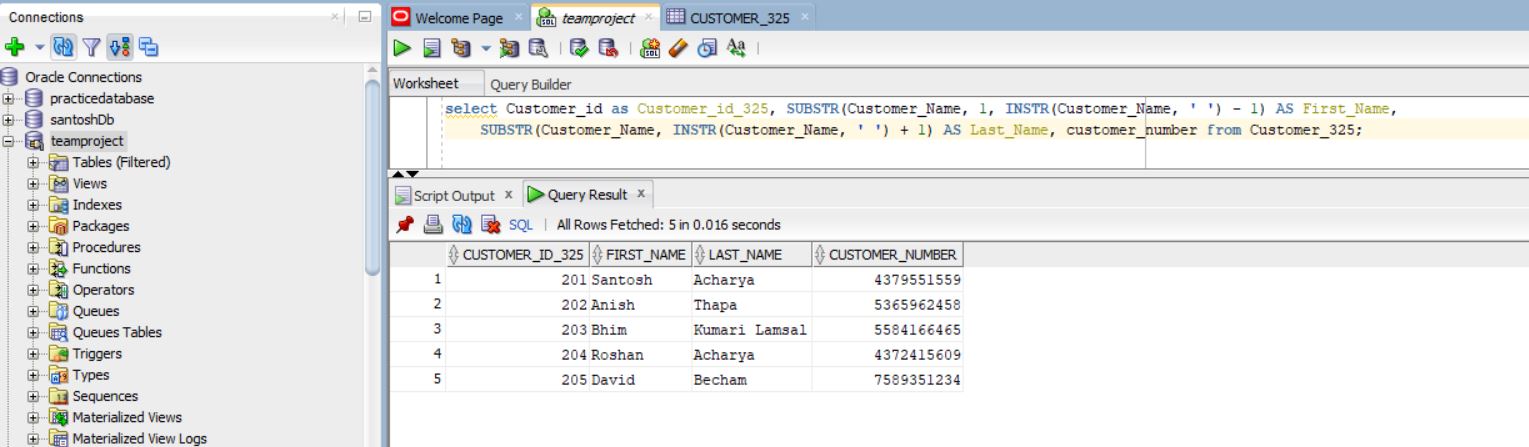 Connections
Oracle Connections
practicedatabase
santoshDb
teamproject
Tables (Filtered)
Views
Indexes
Packages
Procedures
Functions
Operators
Queues
Queues Tables
Triggers
Types
Sequences
Materialized Views
Materialized View Logs
Welcome Page teamproject CUSTOMER_325
Worksheet Query Builder
select Customer_id as Customer_id_325, SUBSTR(Customer_Name, 1, INSTR(Customer_Name, ' ') - 1) AS First_Name,
SUBSTR(Customer_Name, INSTR(Customer_Name, ' ') + 1) AS Last_Name, customer_number from Customer_325;
Script Output x Query Result x
SQL | All Rows Fetched: 5 in 0.016 seconds
CUSTOMER_ID_325 FIRST_NAME LAST_NAME CUSTOMER_NUMBER
1 201 Santosh Acharya 4379551559
2 202 Anish Thapa 5365962458
3 203 Bhim Kumari Lamsal 5584166465
4 204 Roshan Acharya 4372415609
5 205 David Becham 7589351234